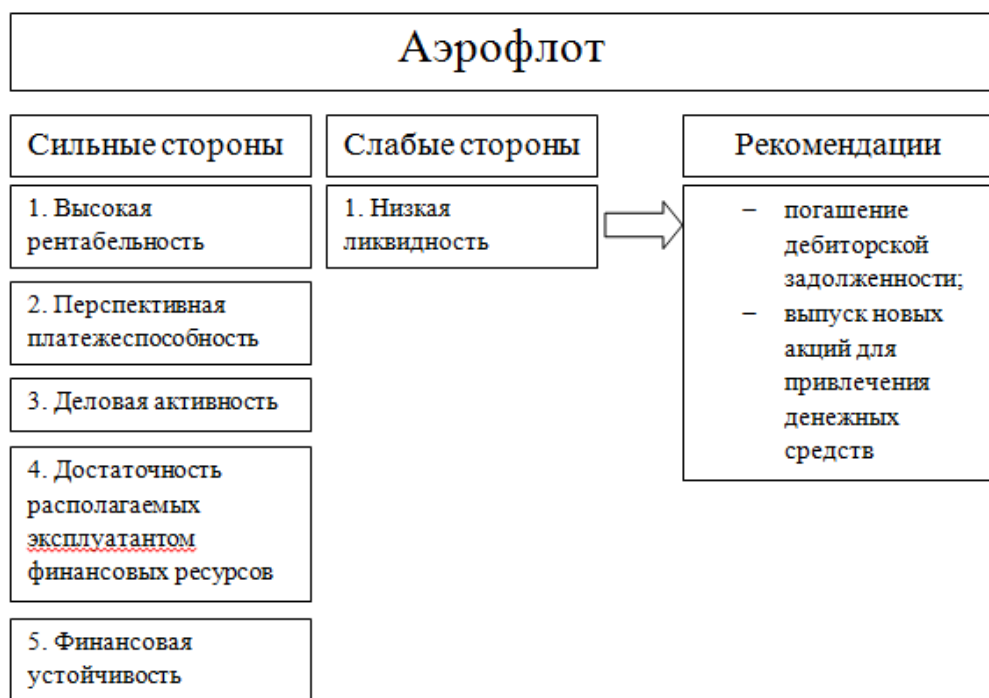 Аэрофлот
Сильные стороны
1. Высокая
рентабельность
2. Перспективная
платежеспособность
3. Деловая активность
4. Достаточность
располагаемых
эксплуатантом
финансовых ресурсов
5. Финансовая
устойчивость
Слабые стороны
1. Низкая
ликвидность
Рекомендации
– погашение
дебиторской
задолженности;
– выпуск новых
акций для
привлечения
денежных
средств